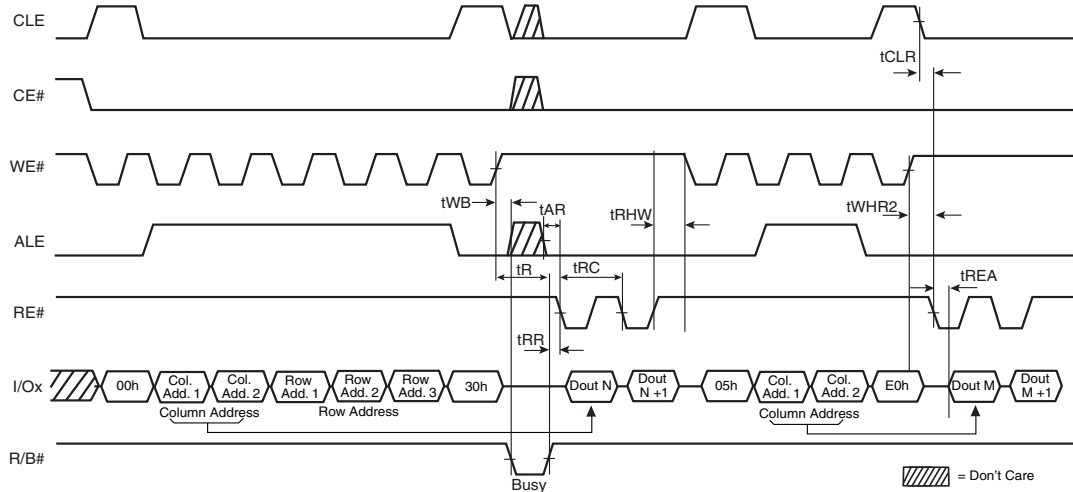 CLE
tCLR
CE#
WE#
tWB
tAR
tRHW
tWHR2
ALE
tR
tRC
tREA
RE#
tRR
I/Ox
00h
Col. Add. 1
Col. Add. 2
Row Add. 1
Row Add. 2
Row Add. 3
30h
Dout N
Dout N +1
05h
Col. Add. 1
Col. Add. 2
E0h
Dout M
Dout M +1
Column Address
Row Address
Column Address
R/B#
Busy
= Don't Care